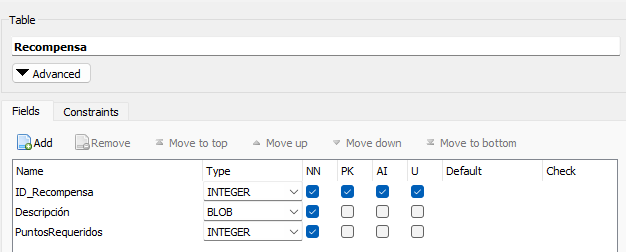 Table
Recompensa
Advanced
Fields Constraints
Add Remove Move to top Move up Move down Move to bottom
Name Type NN PK AI U Default Check
ID_Recompensa INTEGER
Descripción BLOB
PuntosRequeridos INTEGER